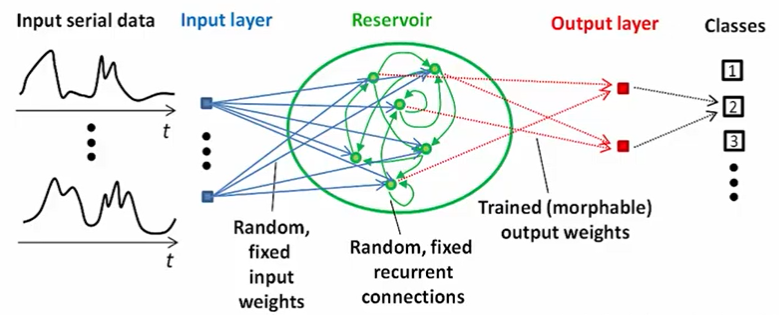 Input serial data
Input layer
Reservoir
Output layer
Classes
t
t
1
2
3
Random,
fixed
input
weights
Random, fixed
recurrent
connections
Trained (morphable)
output weights